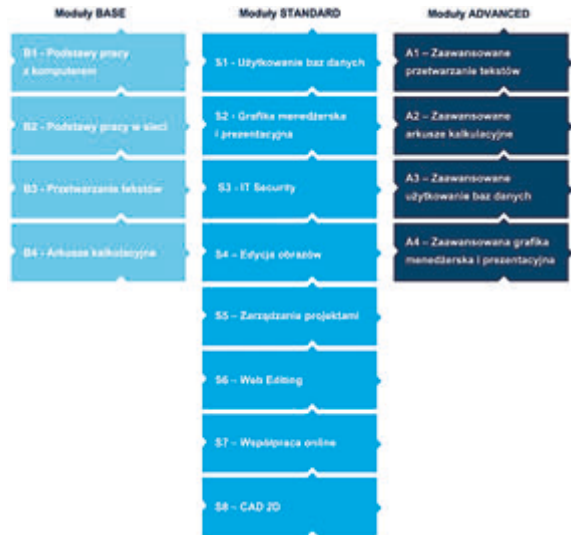 Moduły BASE
B1 - Podstawy pracy
z komputerem
B2 - Podstawy pracy w sieci
B3 - Przetwarzanie tekstów
B4 - Arkusze kalkulacyjne
Moduły STANDARD
S1 - Użytkowanie baz danych
S2 - Grafika menedżerska
i prezentacyjna
S3 - IT Security
S4 – Edycja obrazów
S5 – Zarządzanie projektami
S6 – Web Editing
S7 – Współpraca online
S8 – CAD 2D
Moduły ADVANCED
A1 – Zaawansowane
przetwarzanie tekstów
A2 – Zaawansowane
arkusze kalkulacyjne
A3 – Zaawansowane
użytkowanie baz danych
A4 – Zaawansowana grafika
menedżerska i prezentacyjna